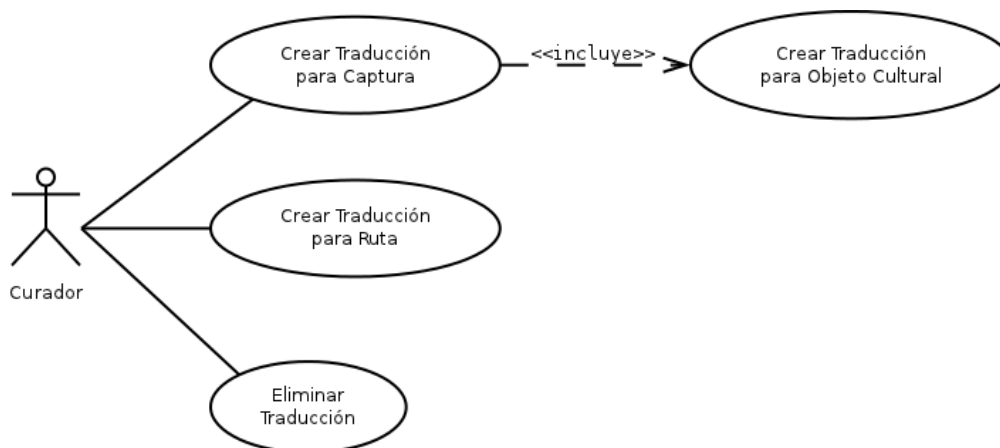 Crear Traducción
para Captura
<<incluye>>
Crear Traducción
para Objeto Cultural
Crear Traducción
para Ruta
Curador
Eliminar
Traducción